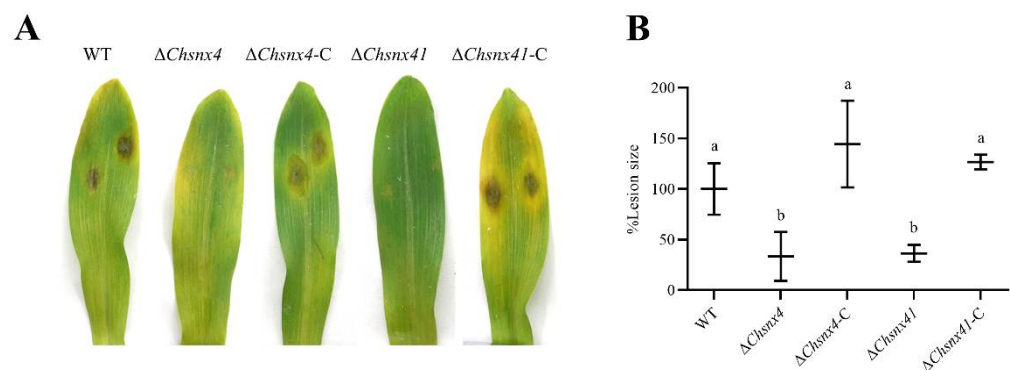 A
WT ΔChsnx4 ΔChsnx4-C ΔChsnx41 ΔChsnx41-C
B
%Lesion size
200
150
100
50
0
a
b
a
b
a
WT
ΔChsnx4
ΔChsnx4-C
ΔChsnx41
ΔChsnx41-C